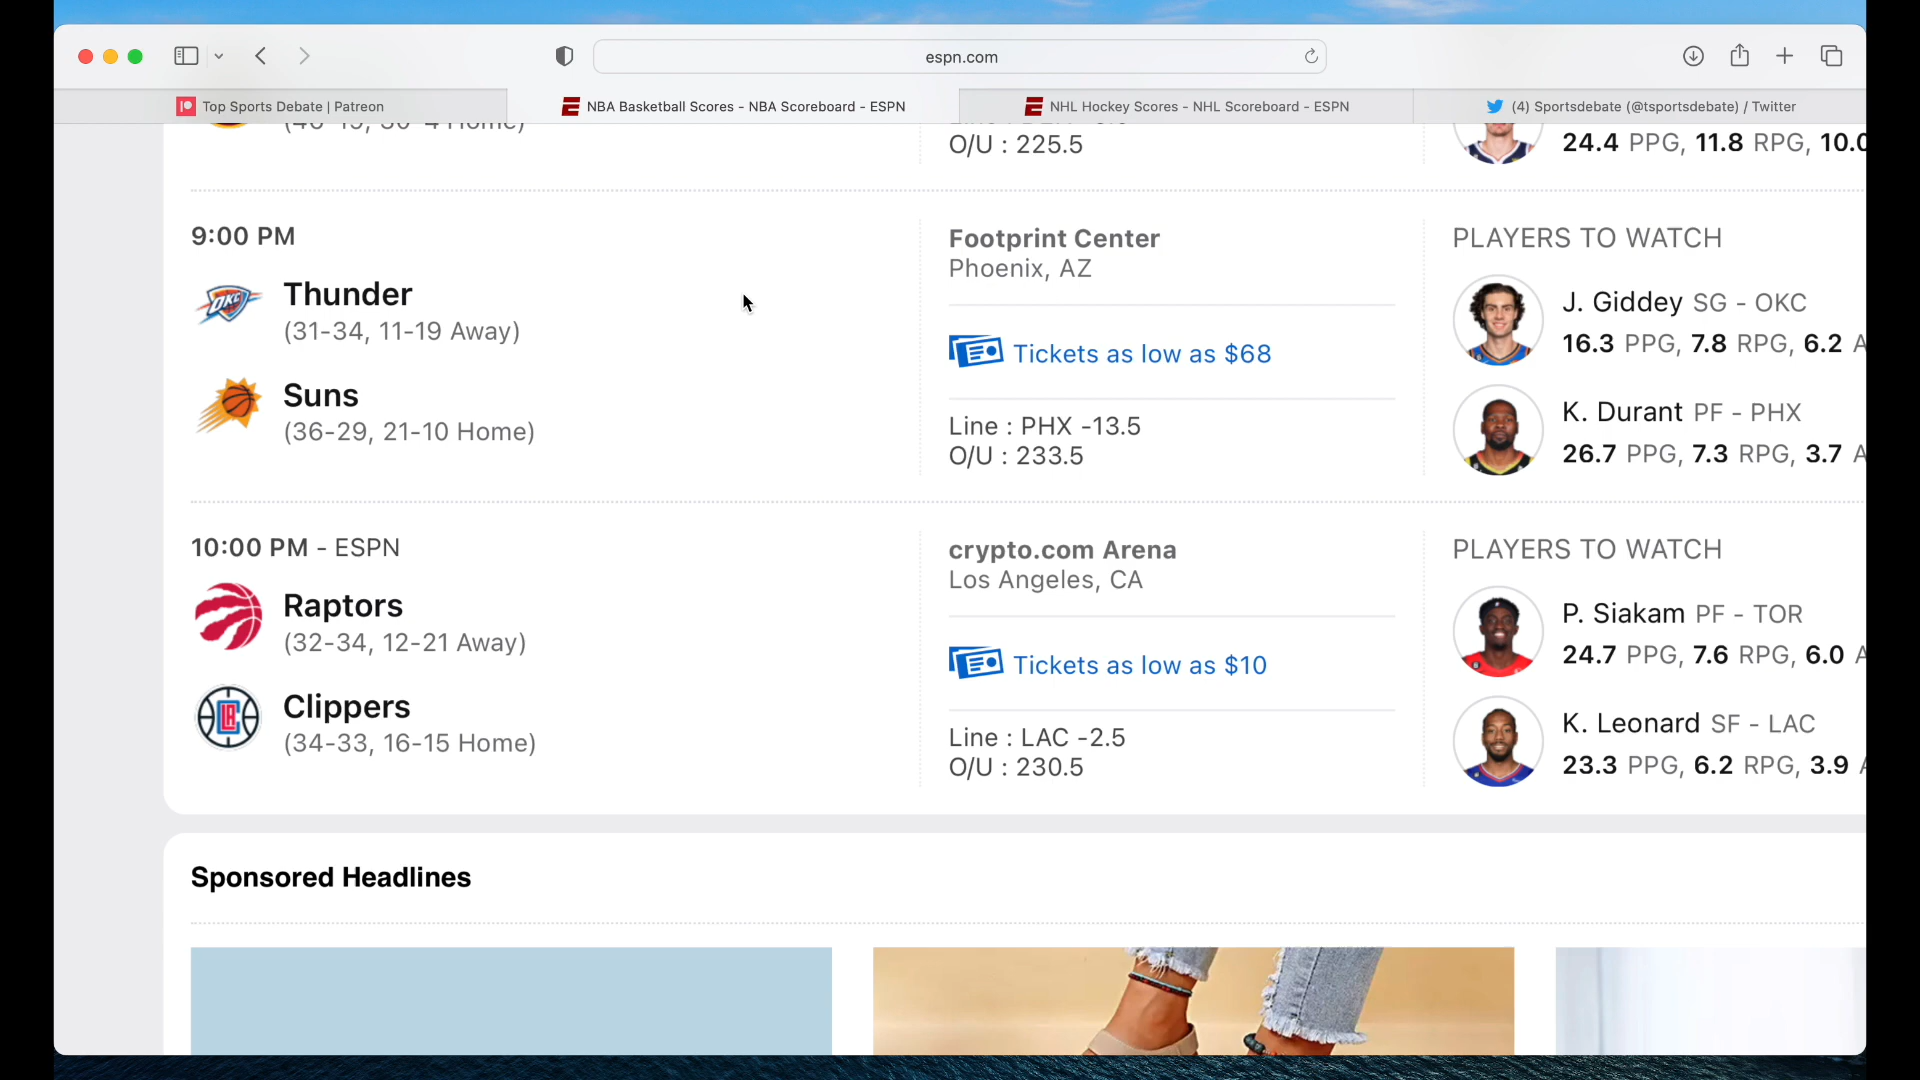 espn.com
Top Sports Debate | Patreon
NBA Basketball Scores - NBA Scoreboard - ESPN
NHL Hockey Scores - NHL Scoreboard - ESPN
(4) Sportsdebate (@tsportsdebate) / Twitter
O/U : 225.5
24.4 PPG, 11.8 RPG, 10.0
9:00 PM
Thunder
(31-34, 11-19 Away)
Suns
(36-29, 21-10 Home)
Footprint Center
Phoenix, AZ
Tickets as low as $68
Line : PHX -13.5
O/U : 233.5
PLAYERS TO WATCH
J. Giddey SG - OKC
16.3 PPG, 7.8 RPG, 6.2 A
K. Durant PF - PHX
26.7 PPG, 7.3 RPG, 3.7 A
10:00 PM - ESPN
Raptors
(32-34, 12-21 Away)
Clippers
(34-33, 16-15 Home)
crypto.com Arena
Los Angeles, CA
Tickets as low as $10
Line : LAC -2.5
O/U : 230.5
PLAYERS TO WATCH
P. Siakam PF - TOR
24.7 PPG, 7.6 RPG, 6.0 A
K. Leonard SF - LAC
23.3 PPG, 6.2 RPG, 3.9 A
Sponsored Headlines